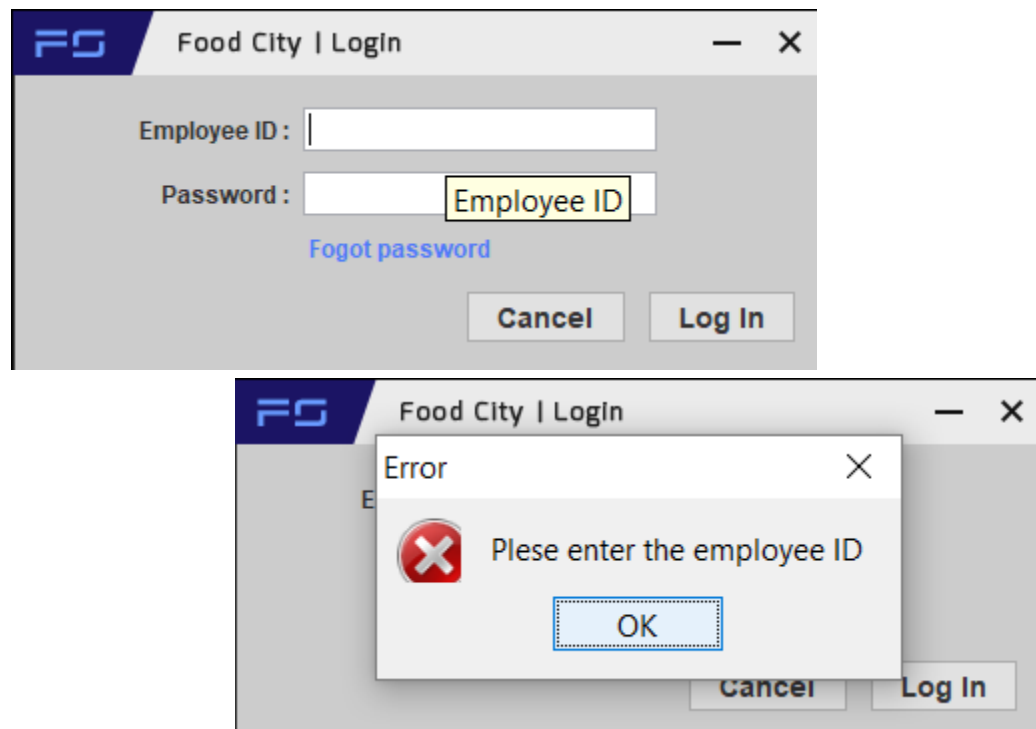 FS Food City | Login
Employee ID :
Password :
Employee ID
Fogot password
Cancel Log In
FS Food City | Login
Error
E
Plese enter the employee ID
OK
Cancel Log In